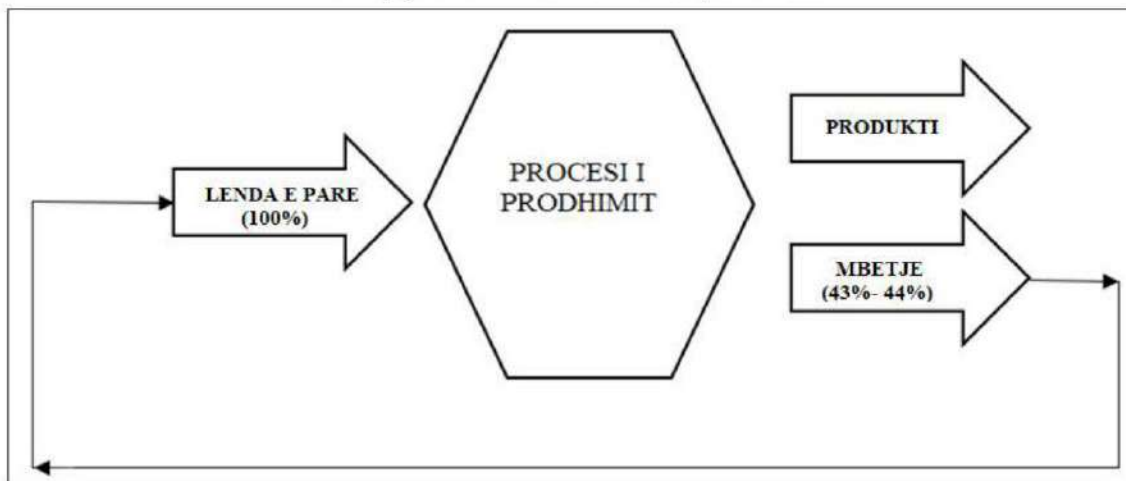 LENDA E PARE
(100%)
PROCESI I
PRODHIMIT
PRODUKTI
MBETJE
(43%- 44%)